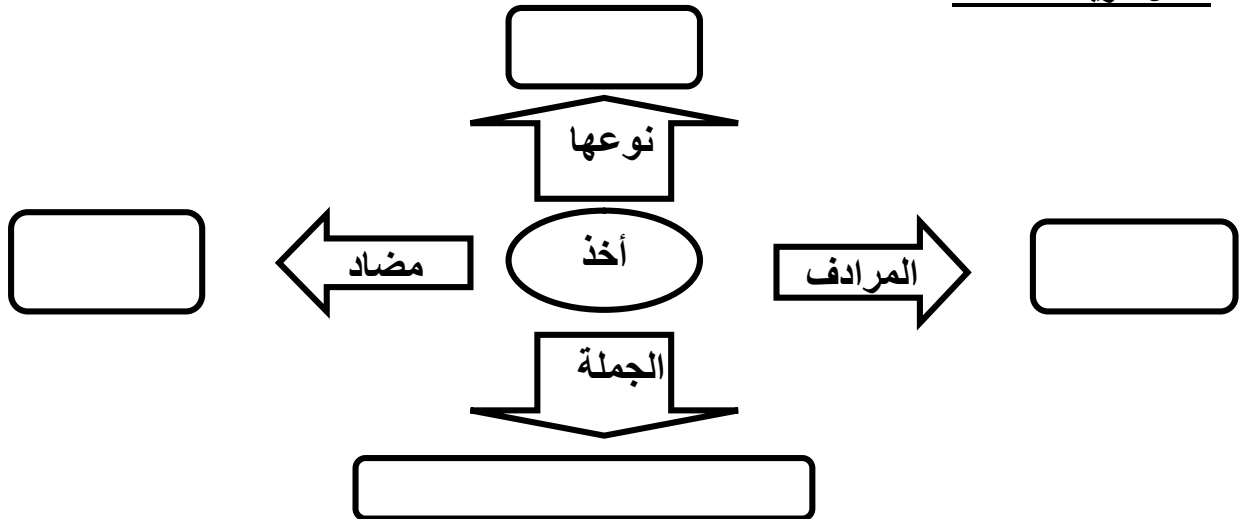 نوعها
أخذ
المرادف
مضاد
الجملة